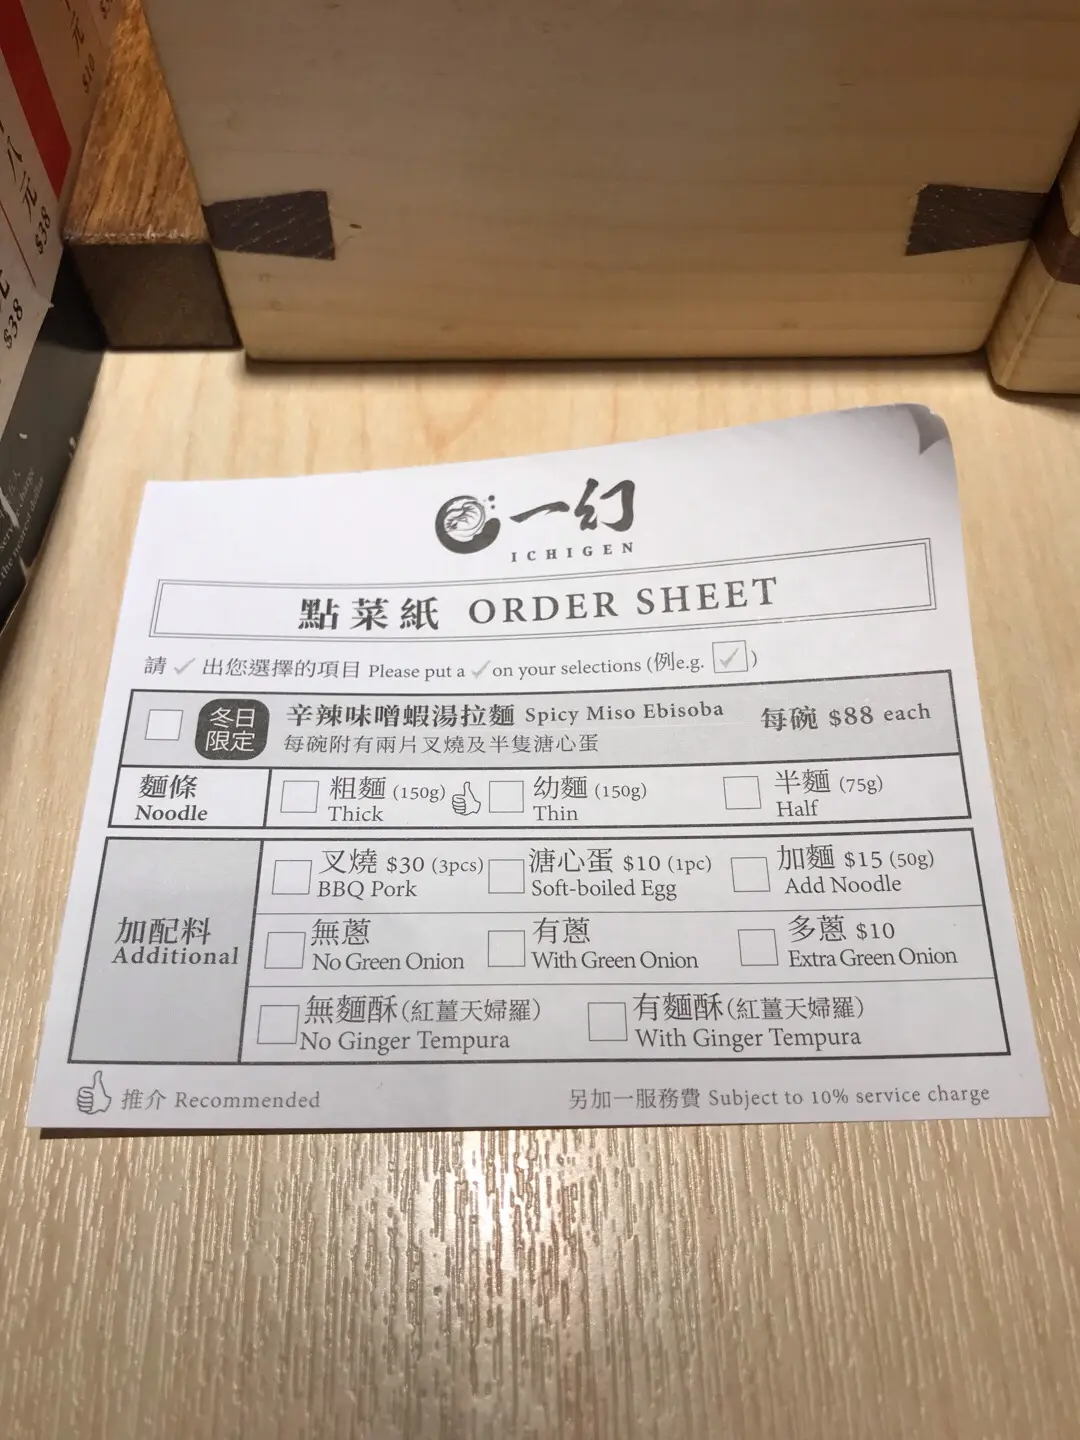 元
$10
八元
$38
元
$38
一幻
ICHIGEN
點菜紙 ORDER SHEET
請 ✓ 出您選擇的項目 Please put a ✓ on your selections (例e.g. ☑)
冬日限定 辛辣味噌蝦湯拉麵 Spicy Miso Ebisoba 每碗 $88 each
每碗附有兩片叉燒及半隻溏心蛋
麵條 粗麵 (150g) 幼麵 (150g) 半麵 (75g)
Noodle Thick Thin Half
叉燒 $30 (3pcs) 溏心蛋 $10 (1pc) 加麵 $15 (50g)
BBQ Pork Soft-boiled Egg Add Noodle
加配料 無蔥 有蔥 多蔥 $10
Additional No Green Onion With Green Onion Extra Green Onion
無麵酥(紅薑天婦羅) 有麵酥(紅薑天婦羅)
No Ginger Tempura With Ginger Tempura
推介 Recommended 另加一服務費 Subject to 10% service charge